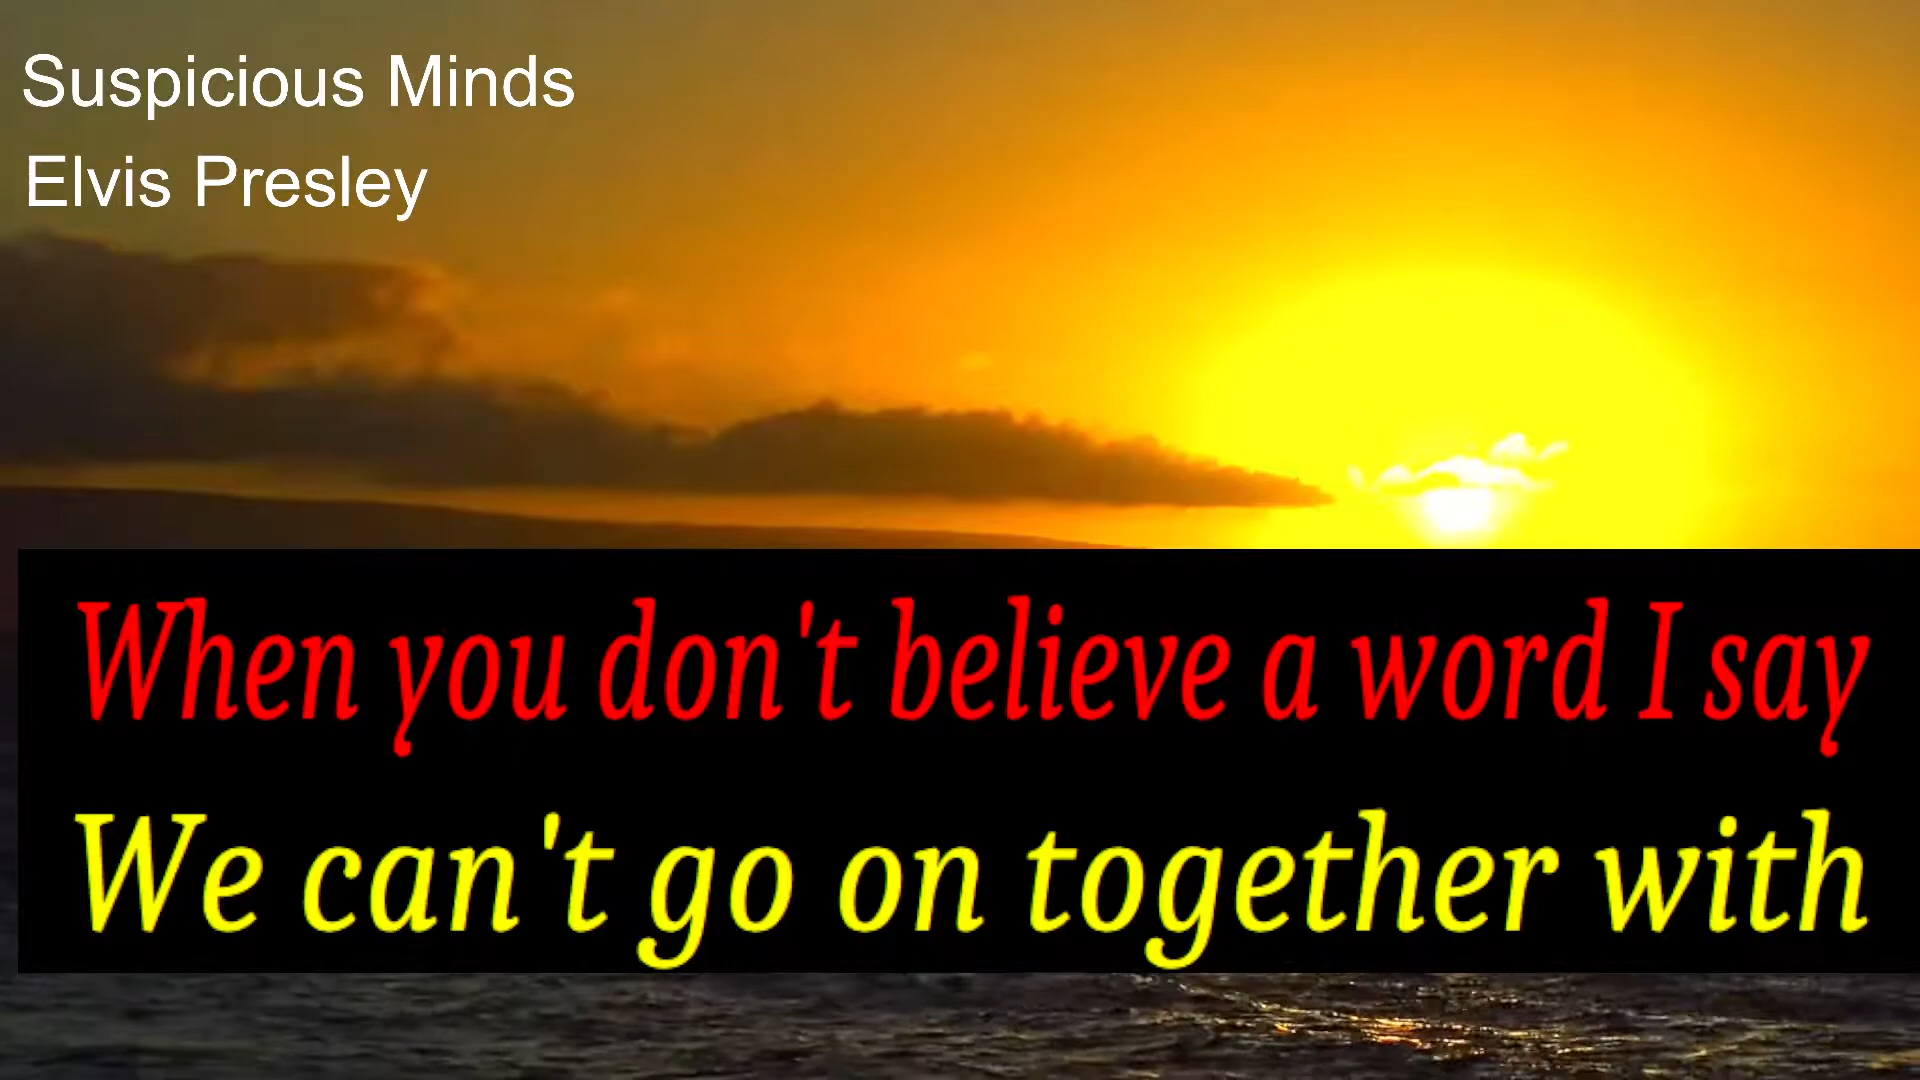 Suspicious Minds
Elvis Presley
When you don't believe a word I say
We can't go on together with